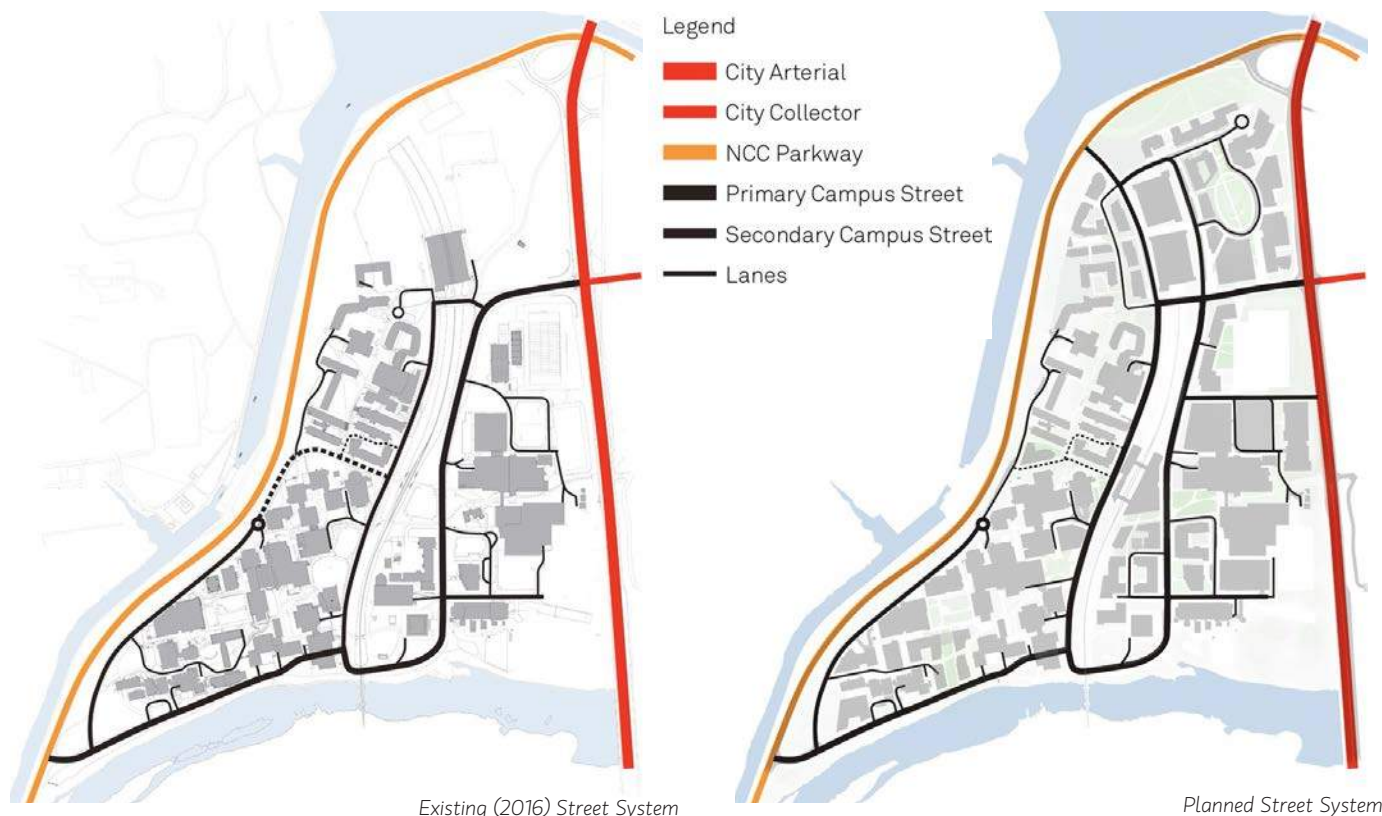 Legend
City Arterial
City Collector
NCC Parkway
Primary Campus Street
Secondary Campus Street
Lanes
Existing (2016) Street System
Planned Street System